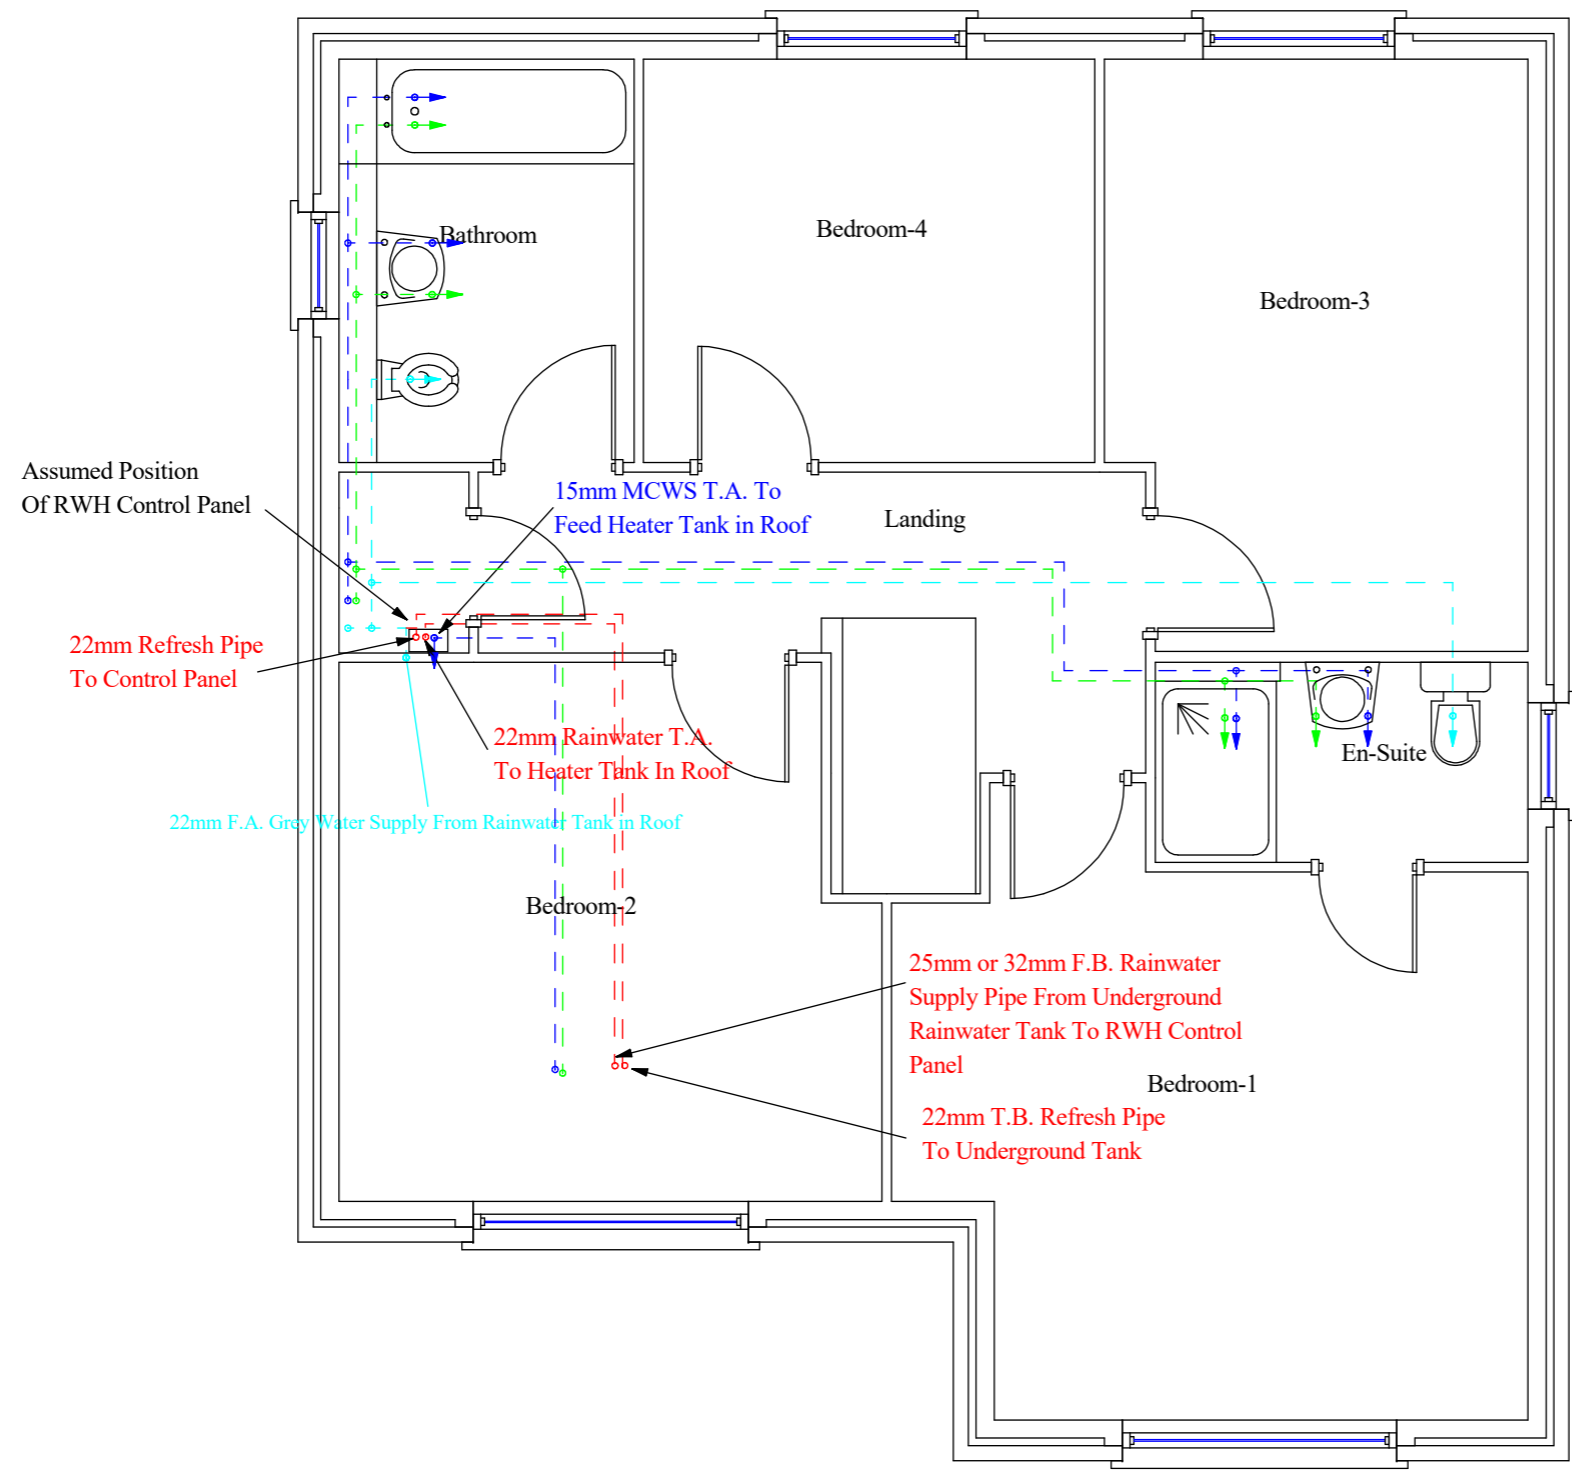 Bathroom
Bedroom-4
Bedroom-3
Assumed Position
Of RWH Control Panel
15mm MCWS T.A. To
Feed Heater Tank in Roof
Landing
22mm Refresh Pipe
To Control Panel
22mm Rainwater T.A.
To Heater Tank In Roof
En-Suite
22mm F.A. Grey Water Supply From Rainwater Tank in Roof
Bedroom-2
25mm or 32mm F.B. Rainwater
Supply Pipe From Underground
Rainwater Tank To RWH Control
Panel
Bedroom-1
22mm T.B. Refresh Pipe
To Underground Tank